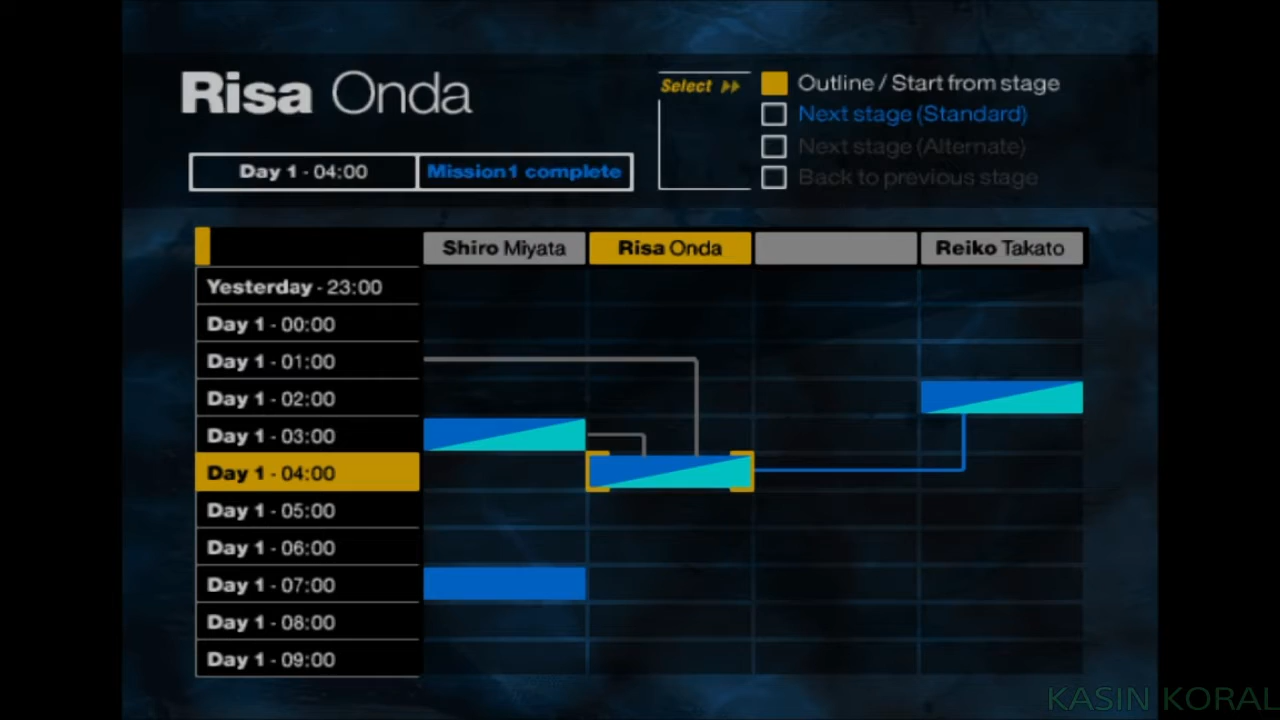 Risa Onda
Select
Outline / Start from stage
Next stage (Standard)
Next stage (Alternate)
Back to previous stage
Day 1 - 04:00 Mission1 complete
Shiro Miyata Risa Onda Reiko Takato
Yesterday - 23:00
Day 1 - 00:00
Day 1 - 01:00
Day 1 - 02:00
Day 1 - 03:00
Day 1 - 04:00
Day 1 - 05:00
Day 1 - 06:00
Day 1 - 07:00
Day 1 - 08:00
Day 1 - 09:00
KASIN KORAL